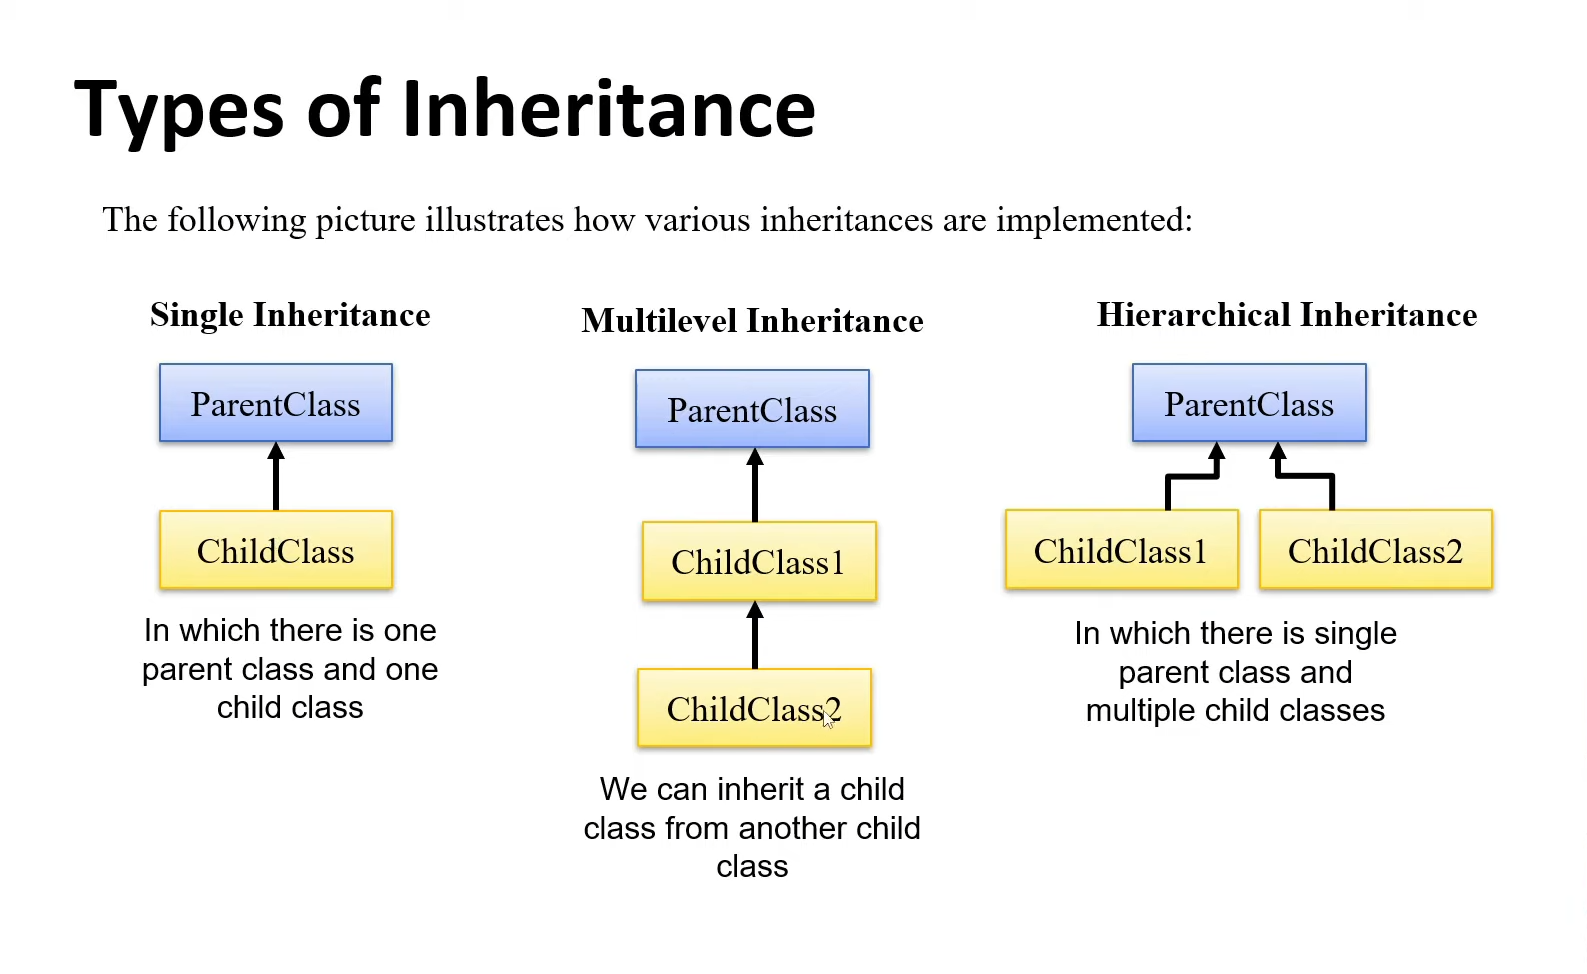 Types of Inheritance
The following picture illustrates how various inheritances are implemented:
Single Inheritance
ParentClass
ChildClass
In which there is one
parent class and one
child class
Multilevel Inheritance
ParentClass
ChildClass1
ChildClass2
We can inherit a child
class from another child
class
Hierarchical Inheritance
ParentClass
ChildClass1
ChildClass2
In which there is single
parent class and
multiple child classes